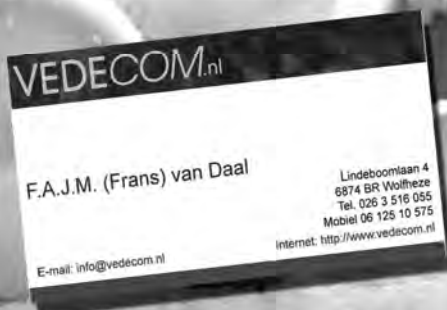 VEDECOM.nl
F.A.J.M. (Frans) van Daal
Lindeboomlaan 4
6874 BR Wolfheze
Tel. 026 3 516 055
Mobiel 06 125 10 575
internet: http://www.vedecom.nl
E-mail: info@vedecom.nl